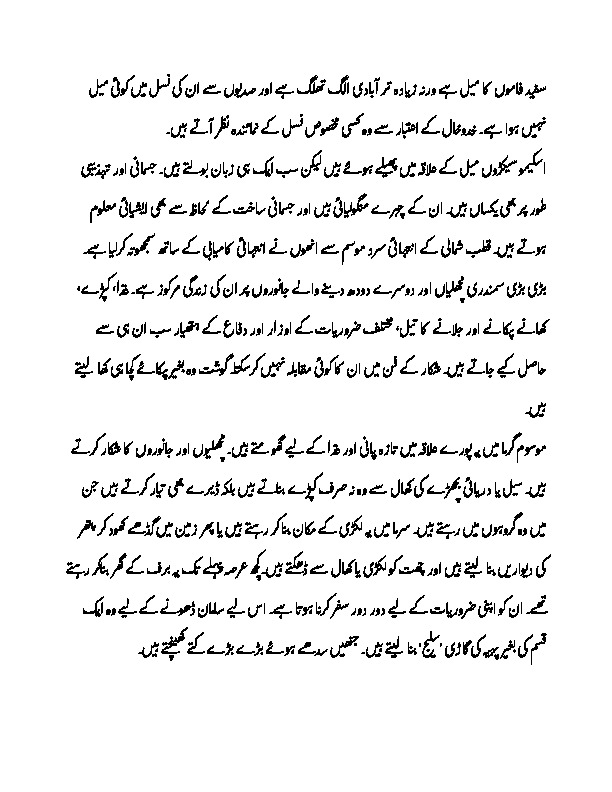 سفید فاموں کا میل ہے ورنہ زیادہ تر آبادی الگ تھلگ ہے اور صدیوں سے ان کی نسل میں کوئی میل
نہیں ہوا ہے۔ خدوخال کے اعتبار سے وہ کسی مخصوص نسل کے نمائندہ نظر آتے ہیں۔
اسکیمو سیکڑوں میل کے علاقہ میں پھیلے ہوئے ہیں لیکن سب ایک ہی زبان بولتے ہیں۔ جسمانی اور تہذیبی
طور پر بھی یکساں ہیں۔ ان کے چہرے منگولیائی ہیں اور جسمانی ساخت کے لحاظ سے بھی ایشیائی معلوم
ہوتے ہیں۔ قطب شمالی کے انتہائی سرد موسم سے انھوں نے انتہائی کامیابی کے ساتھ سمجھوتہ کرلیا ہے۔
بڑی بڑی سمندری مچھلیاں اور دوسرے دودھ دینے والے جانوروں پر ان کی زندگی مرکوز ہے۔ غذا، کپڑے،
کھانے پکانے اور جلانے کا تیل، مختلف ضروریات کے اوزار اور دفاع کے ہتھیار سب ان ہی سے
حاصل کیے جاتے ہیں۔ شکار کے فن میں ان کا کوئی مقابلہ نہیں کرسکتا۔ گوشت وہ بغیر پکائے کچا ہی کھا لیتے
ہیں۔
موسوم گرما میں یہ پورے علاقہ میں تازہ پانی اور غذا کے لیے گھومتے ہیں۔ مچھلیوں اور جانوروں کا شکار کرتے
ہیں۔ سیل یا دریائی بچھڑے کی کھال سے وہ نہ صرف کپڑے بناتے ہیں بلکہ ڈیرے بھی تیار کرتے ہیں جن
میں وہ گروہوں میں رہتے ہیں۔ سرما میں یہ لکڑی کے مکان بنا کر رہتے ہیں یا پھر زمین میں گڈھے کھود کر پتھر
کی دیواریں بنا لیتے ہیں اور چھت کو لکڑی یا کھال سے ڈھکتے ہیں۔ کچھ عرصہ پہلے تک یہ برف کے گھر بنا کر رہتے
تھے۔ ان کو اپنی ضروریات کے لیے دور دور سفر کرنا ہوتا ہے۔ اس لیے سامان ڈھونے کے لیے وہ ایک
قسم کی بغیر پہیہ کی گاڑی 'سلیج' بنا لیتے ہیں۔ جنھیں سدھے ہوئے بڑے بڑے کتے کھینچتے ہیں۔